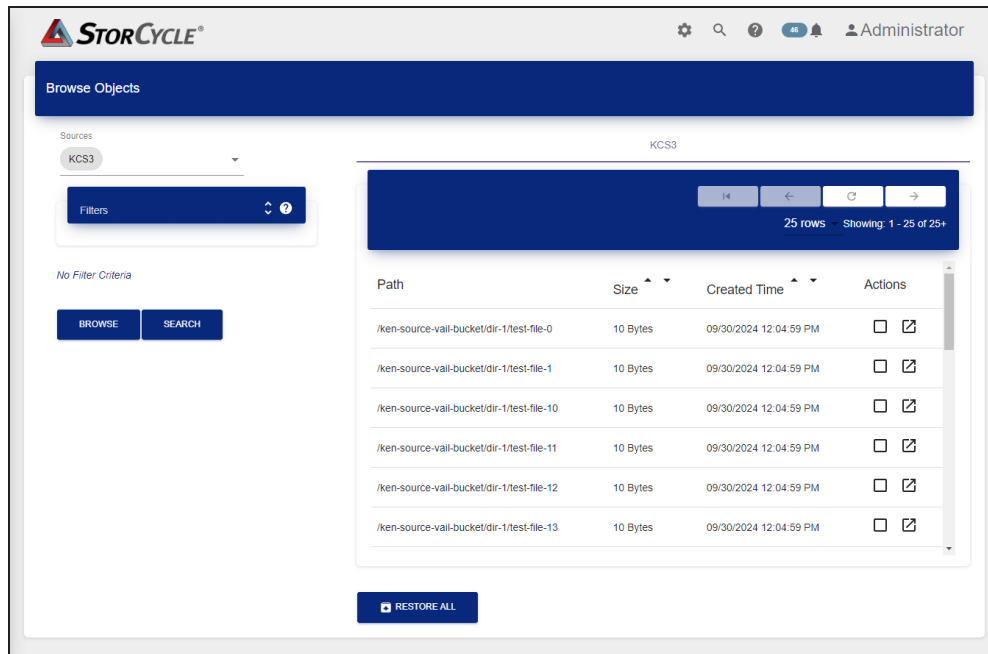 STORCYCLE®
46
Administrator
Browse Objects
Sources
KCS3
Filters
No Filter Criteria
BROWSE
SEARCH
KCS3
25 rows
Showing: 1 - 25 of 25+
Path
Size
Created Time
Actions
/ken-source-vail-bucket/dir-1/test-file-0 10 Bytes 09/30/2024 12:04:59 PM
/ken-source-vail-bucket/dir-1/test-file-1 10 Bytes 09/30/2024 12:04:59 PM
/ken-source-vail-bucket/dir-1/test-file-10 10 Bytes 09/30/2024 12:04:59 PM
/ken-source-vail-bucket/dir-1/test-file-11 10 Bytes 09/30/2024 12:04:59 PM
/ken-source-vail-bucket/dir-1/test-file-12 10 Bytes 09/30/2024 12:04:59 PM
/ken-source-vail-bucket/dir-1/test-file-13 10 Bytes 09/30/2024 12:04:59 PM
RESTORE ALL